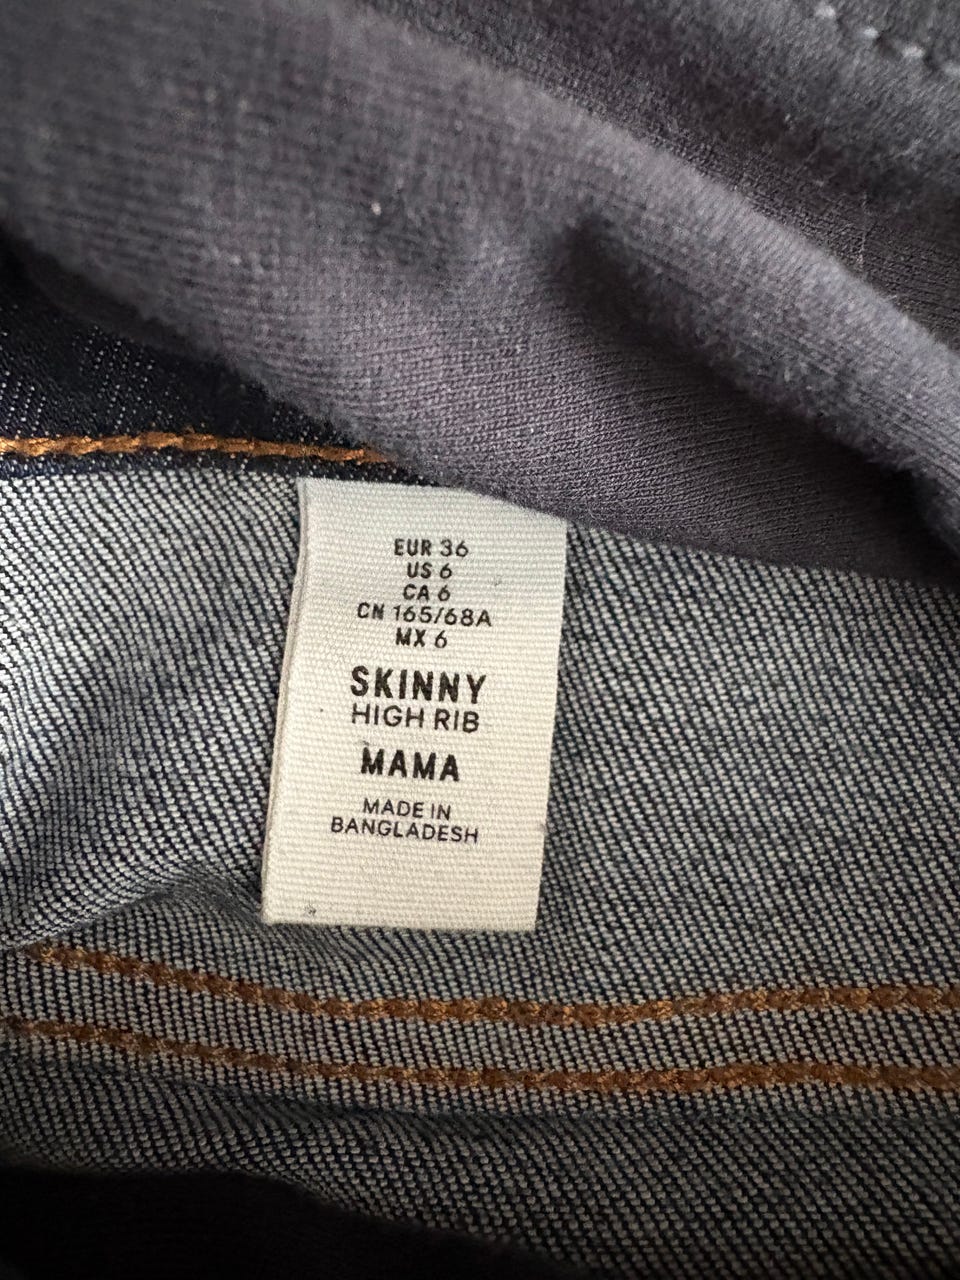 EUR 36
US 6
CA 6
CN 165/68A
MX 6
SKINNY
HIGH RIB
MAMA
MADE IN
BANGLADESH